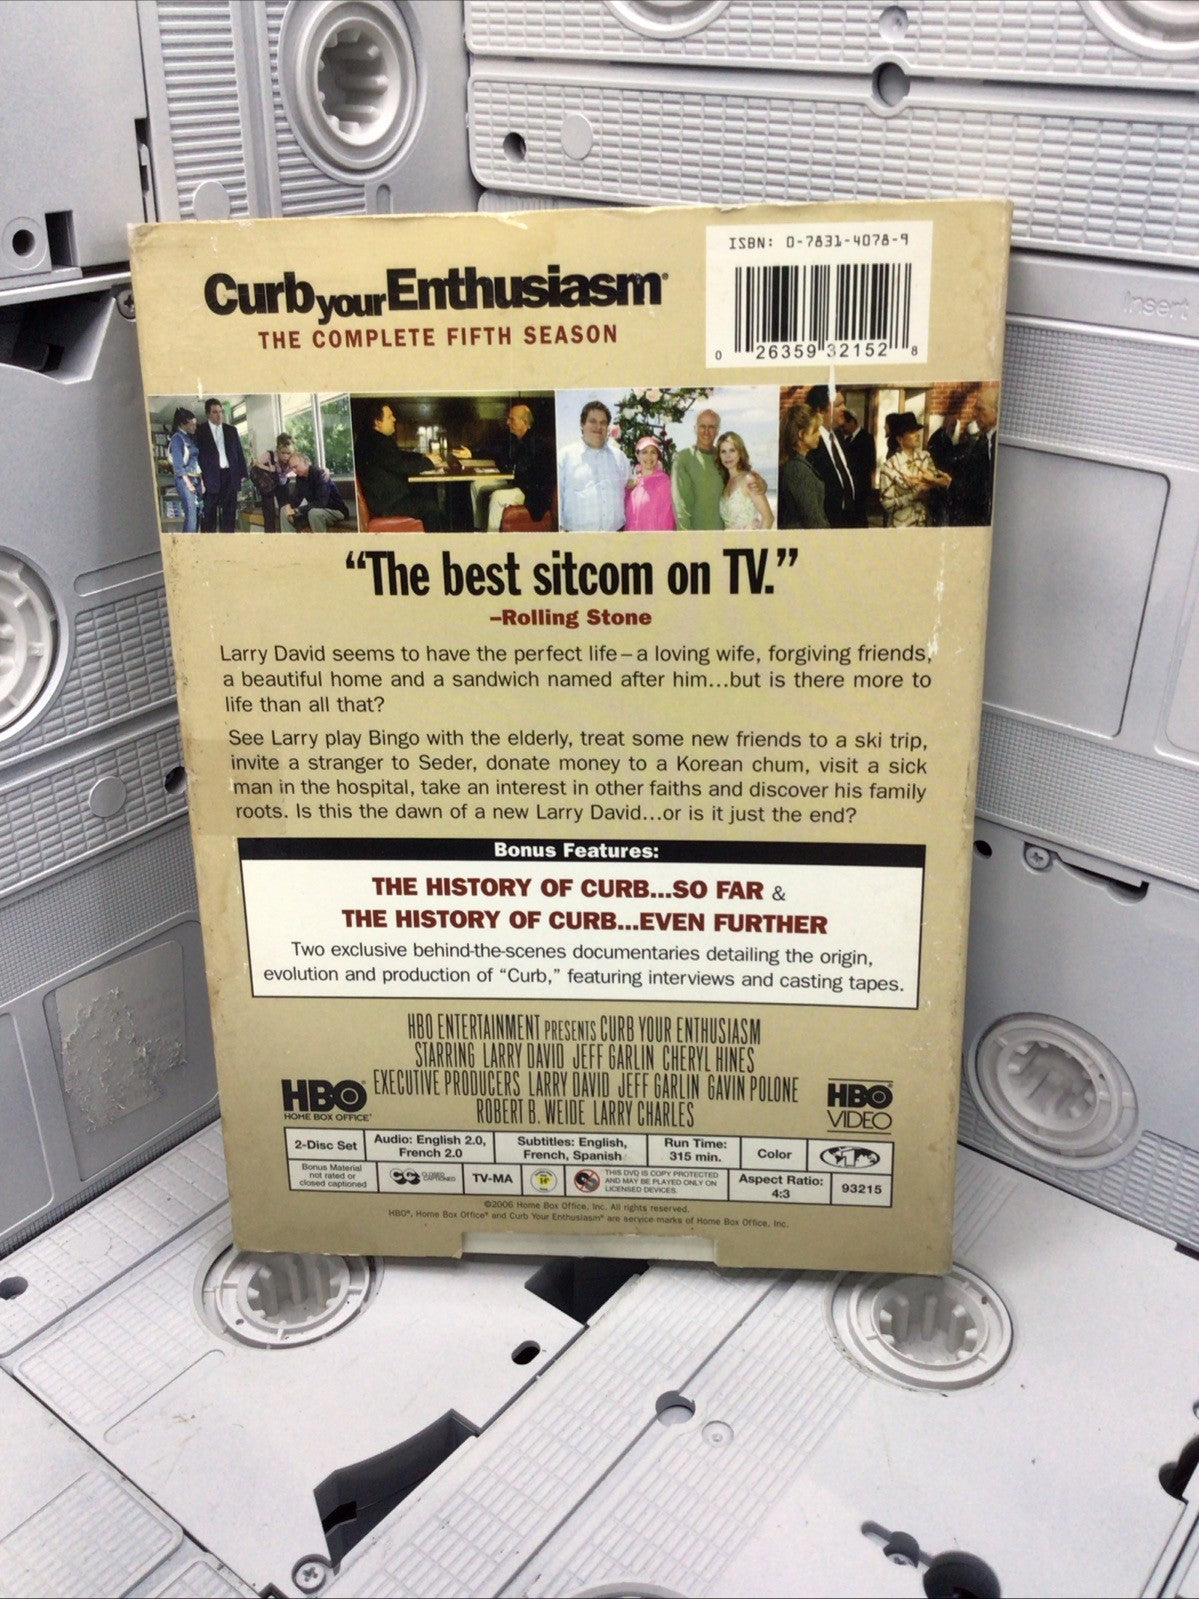 Insert
ISBN: 0-7831-4078-9
0 26359 32152 8
Curb your Enthusiasm®
THE COMPLETE FIFTH SEASON
“The best sitcom on TV.”
–Rolling Stone
Larry David seems to have the perfect life – a loving wife, forgiving friends,
a beautiful home and a sandwich named after him...but is there more to
life than all that?
See Larry play Bingo with the elderly, treat some new friends to a ski trip,
invite a stranger to Seder, donate money to a Korean chum, visit a sick
man in the hospital, take an interest in other faiths and discover his family
roots. Is this the dawn of a new Larry David...or is it just the end?
Bonus Features:
THE HISTORY OF CURB...SO FAR &
THE HISTORY OF CURB...EVEN FURTHER
Two exclusive behind-the-scenes documentaries detailing the origin,
evolution and production of “Curb,” featuring interviews and casting tapes.
HBO ENTERTAINMENT PRESENTS CURB YOUR ENTHUSIASM
STARRING LARRY DAVID JEFF GARLIN CHERYL HINES
EXECUTIVE PRODUCERS LARRY DAVID JEFF GARLIN GAVIN POLONE
ROBERT B. WEIDE LARRY CHARLES
HBO®
HOME BOX OFFICE®
HBO®
VIDEO
2-Disc Set
Audio: English 2.0,
French 2.0
Subtitles: English,
French, Spanish
Run Time:
315 min.
Color
1
Bonus Material
not rated or
closed captioned
CC CLOSED
CAPTIONED
TV-MA
14+
THIS DVD IS COPY PROTECTED
AND MAY BE PLAYED ONLY ON
LICENSED DEVICES.
Aspect Ratio:
4:3
93215
©2006 Home Box Office, Inc. All rights reserved.
HBO®, Home Box Office® and Curb Your Enthusiasm® are service marks of Home Box Office, Inc.